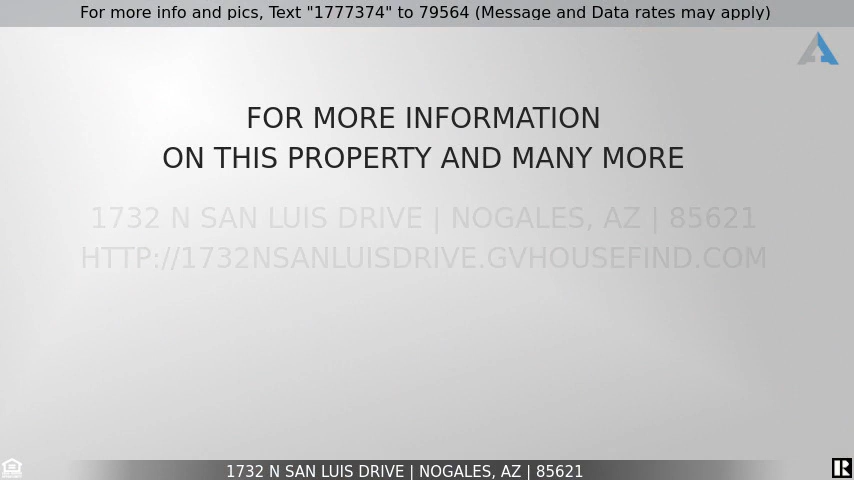 For more info and pics, Text "1777374" to 79564 (Message and Data rates may apply)
FOR MORE INFORMATION
ON THIS PROPERTY AND MANY MORE
1732 N SAN LUIS DRIVE | NOGALES, AZ | 85621
HTTP://1732NSANLUISDRIVE.GVHOUSEFIND.COM
1732 N SAN LUIS DRIVE | NOGALES, AZ | 85621